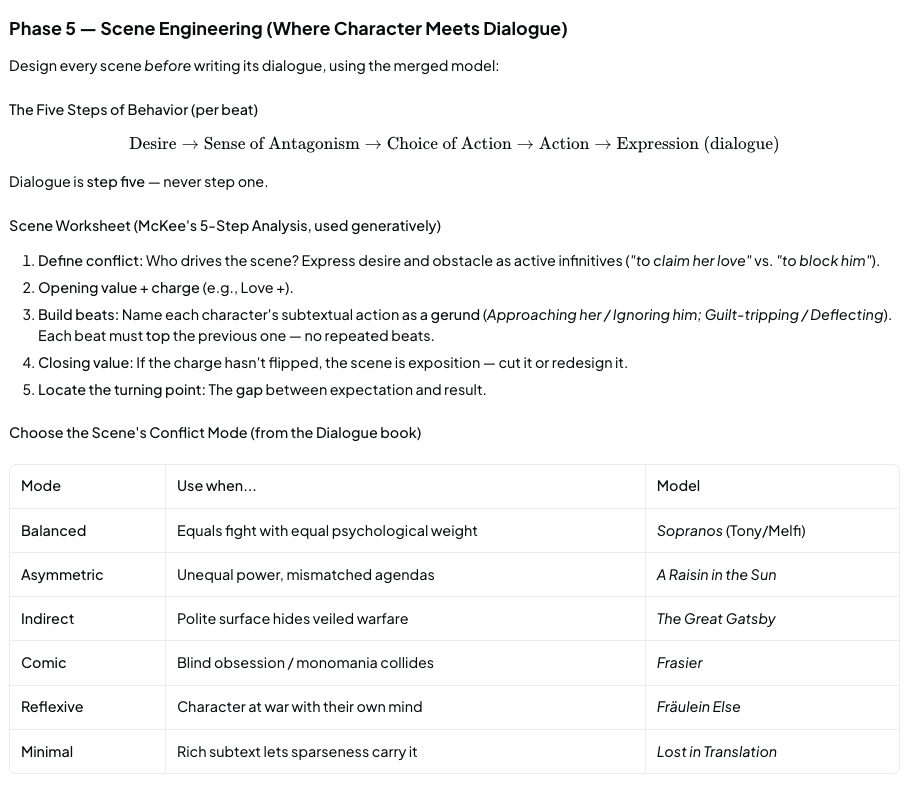 Phase 5 — Scene Engineering (Where Character Meets Dialogue)
Design every scene before writing its dialogue, using the merged model:
The Five Steps of Behavior (per beat)
Desire → Sense of Antagonism → Choice of Action → Action → Expression (dialogue)
Dialogue is step five — never step one.
Scene Worksheet (McKee's 5-Step Analysis, used generatively)
1. Define conflict: Who drives the scene? Express desire and obstacle as active infinitives ("to claim her love" vs. "to block him").
2. Opening value + charge (e.g., Love +).
3. Build beats: Name each character's subtextual action as a gerund (Approaching her / Ignoring him; Guilt-tripping / Deflecting).
Each beat must top the previous one — no repeated beats.
4. Closing value: If the charge hasn't flipped, the scene is exposition — cut it or redesign it.
5. Locate the turning point: The gap between expectation and result.
Choose the Scene's Conflict Mode (from the Dialogue book)
Mode Use when... Model
Balanced Equals fight with equal psychological weight Sopranos (Tony/Melfi)
Asymmetric Unequal power, mismatched agendas A Raisin in the Sun
Indirect Polite surface hides veiled warfare The Great Gatsby
Comic Blind obsession / monomania collides Frasier
Reflexive Character at war with their own mind Fräulein Else
Minimal Rich subtext lets sparseness carry it Lost in Translation